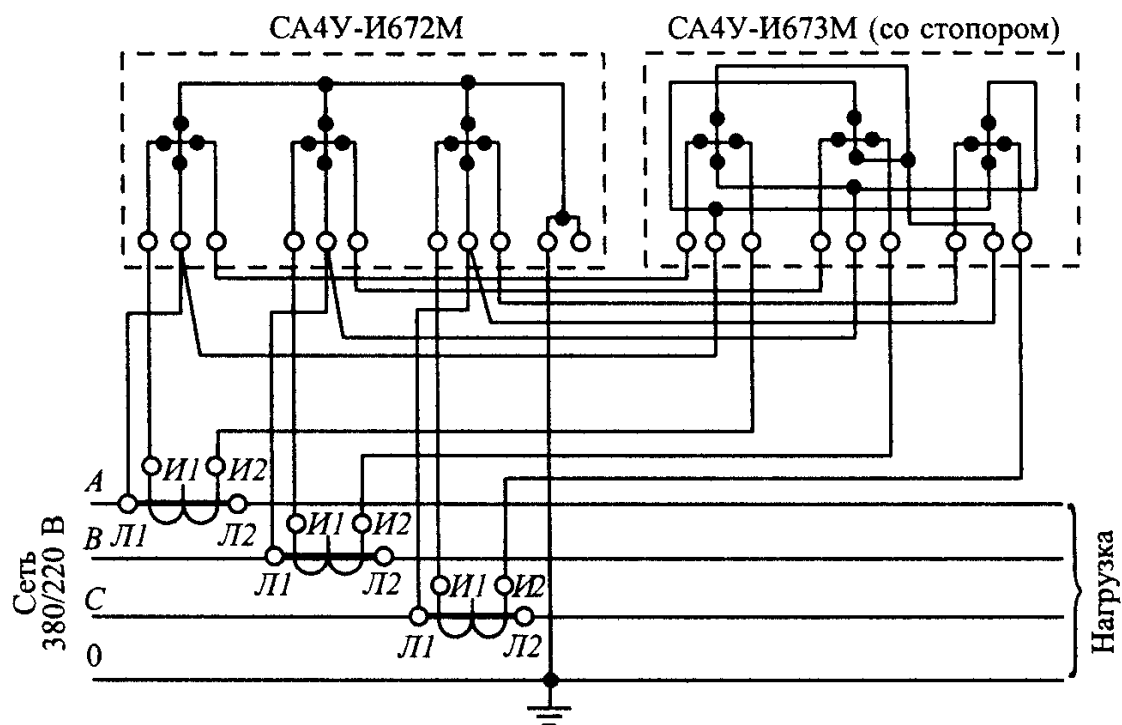 СА4У-И672М
СА4У-И673М (со стопором)
А
И1
И2
Л1
Л2
В
И1
И2
Л1
Л2
С
И1
И2
Л1
Л2
0
Сеть
380/220 В
Нагрузка